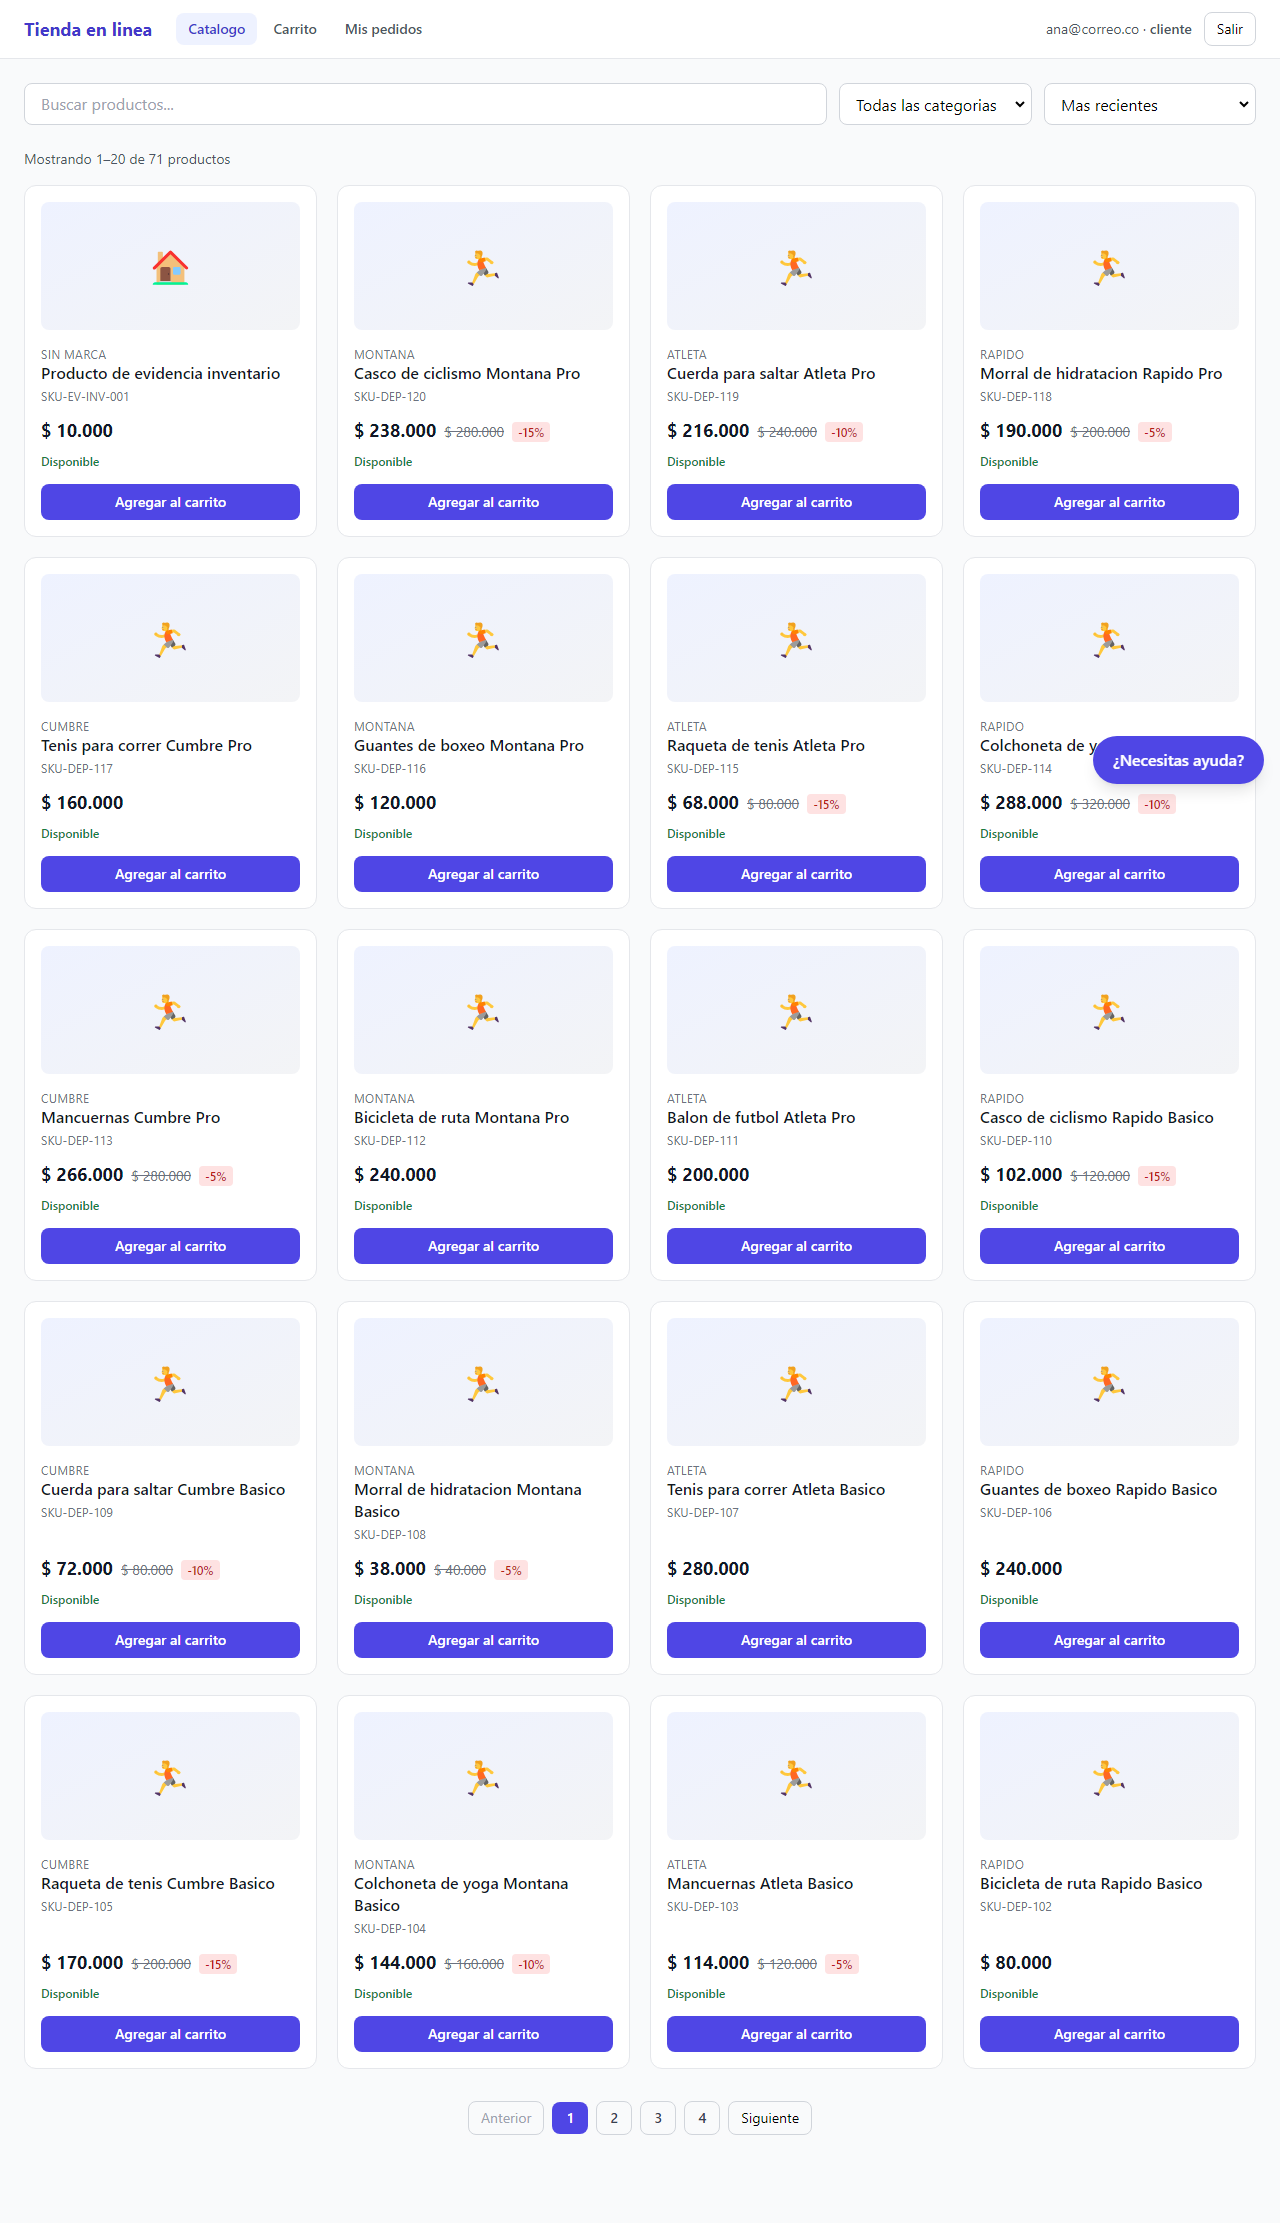 Tienda en linea
Catalogo
Carrito
Mis pedidos
ana@correo.co · cliente
Salir
Buscar productos...
Todas las categorias
Mas recientes
Mostrando 1–20 de 71 productos
SIN MARCA
Producto de evidencia inventario
SKU-EV-INV-001
$ 10.000
Disponible
Agregar al carrito
MONTANA
Casco de ciclismo Montana Pro
SKU-DEP-120
$ 238.000 $ 280.000 -15%
Disponible
Agregar al carrito
ATLETA
Cuerda para saltar Atleta Pro
SKU-DEP-119
$ 216.000 $ 240.000 -10%
Disponible
Agregar al carrito
RAPIDO
Morral de hidratacion Rapido Pro
SKU-DEP-118
$ 190.000 $ 200.000 -5%
Disponible
Agregar al carrito
CUMBRE
Tenis para correr Cumbre Pro
SKU-DEP-117
$ 160.000
Disponible
Agregar al carrito
MONTANA
Guantes de boxeo Montana Pro
SKU-DEP-116
$ 120.000
Disponible
Agregar al carrito
ATLETA
Raqueta de tenis Atleta Pro
SKU-DEP-115
$ 68.000 $ 80.000 -15%
Disponible
Agregar al carrito
RAPIDO
Colchoneta de
¿Necesitas ayuda?
SKU-DEP-114
$ 288.000 $ 320.000 -10%
Disponible
Agregar al carrito
CUMBRE
Mancuernas Cumbre Pro
SKU-DEP-113
$ 266.000 $ 280.000 -5%
Disponible
Agregar al carrito
MONTANA
Bicicleta de ruta Montana Pro
SKU-DEP-112
$ 240.000
Disponible
Agregar al carrito
ATLETA
Balon de futbol Atleta Pro
SKU-DEP-111
$ 200.000
Disponible
Agregar al carrito
RAPIDO
Casco de ciclismo Rapido Basico
SKU-DEP-110
$ 102.000 $ 120.000 -15%
Disponible
Agregar al carrito
CUMBRE
Cuerda para saltar Cumbre Basico
SKU-DEP-109
$ 72.000 $ 80.000 -10%
Disponible
Agregar al carrito
MONTANA
Morral de hidratacion Montana
Basico
SKU-DEP-108
$ 38.000 $ 40.000 -5%
Disponible
Agregar al carrito
ATLETA
Tenis para correr Atleta Basico
SKU-DEP-107
$ 280.000
Disponible
Agregar al carrito
RAPIDO
Guantes de boxeo Rapido Basico
SKU-DEP-106
$ 240.000
Disponible
Agregar al carrito
CUMBRE
Raqueta de tenis Cumbre Basico
SKU-DEP-105
$ 170.000 $ 200.000 -15%
Disponible
Agregar al carrito
MONTANA
Colchoneta de yoga Montana
Basico
SKU-DEP-104
$ 144.000 $ 160.000 -10%
Disponible
Agregar al carrito
ATLETA
Mancuernas Atleta Basico
SKU-DEP-103
$ 114.000 $ 120.000 -5%
Disponible
Agregar al carrito
RAPIDO
Bicicleta de ruta Rapido Basico
SKU-DEP-102
$ 80.000
Disponible
Agregar al carrito
Anterior
1
2
3
4
Siguiente